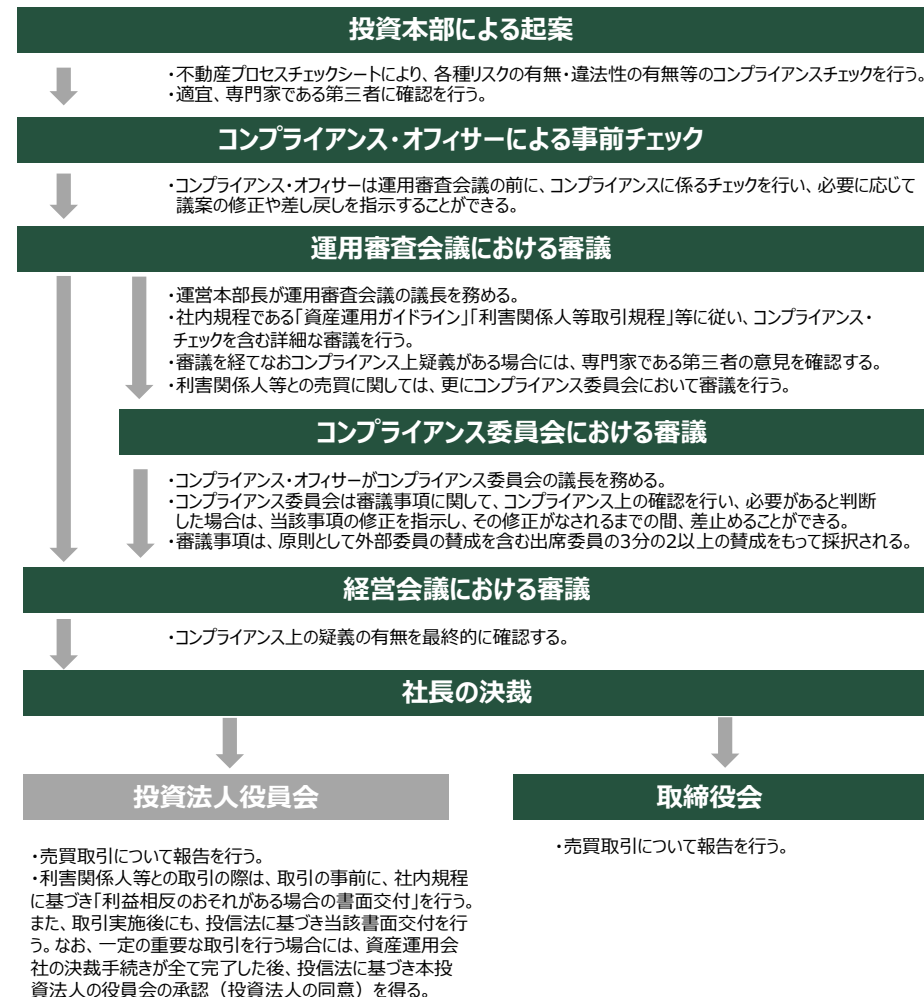 投資本部による起案
・不動産プロセスチェックシートにより、各種リスクの有無・違法性の有無等のコンプライアンスチェックを行う。
・適宜、専門家である第三者に確認を行う。
コンプライアンス・オフィサーによる事前チェック
・コンプライアンス・オフィサーは運用審査会議の前に、コンプライアンスに係るチェックを行い、必要に応じて
議案の修正や差し戻しを指示することができる。
運用審査会議における審議
・運営本部長が運用審査会議の議長を務める。
・社内規程である「資産運用ガイドライン」「利害関係人等取引規程」等に従い、コンプライアンス・
チェックを含む詳細な審議を行う。
・審議を経てなおコンプライアンス上疑義がある場合には、専門家である第三者の意見を確認する。
・利害関係人等との売買に関しては、更にコンプライアンス委員会において審議を行う。
コンプライアンス委員会における審議
・コンプライアンス・オフィサーがコンプライアンス委員会の議長を務める。
・コンプライアンス委員会は審議事項に関して、コンプライアンス上の確認を行い、必要があると判断
した場合は、当該事項の修正を指示し、その修正がなされるまでの間、差止めることができる。
・審議事項は、原則として外部委員の賛成を含む出席委員の3分の2以上の賛成をもって採択される。
経営会議における審議
・コンプライアンス上の疑義の有無を最終的に確認する。
社長の決裁
投資法人役員会
・売買取引について報告を行う。
・利害関係人等との取引の際は、取引の事前に、社内規程
に基づき「利益相反のおそれがある場合の書面交付」を行う。
また、取引実施後にも、投信法に基づき当該書面交付を行
う。なお、一定の重要な取引を行う場合には、資産運用会
社の決裁手続きが全て完了した後、投信法に基づき本投
資法人の役員会の承認（投資法人の同意）を得る。
取締役会
・売買取引について報告を行う。